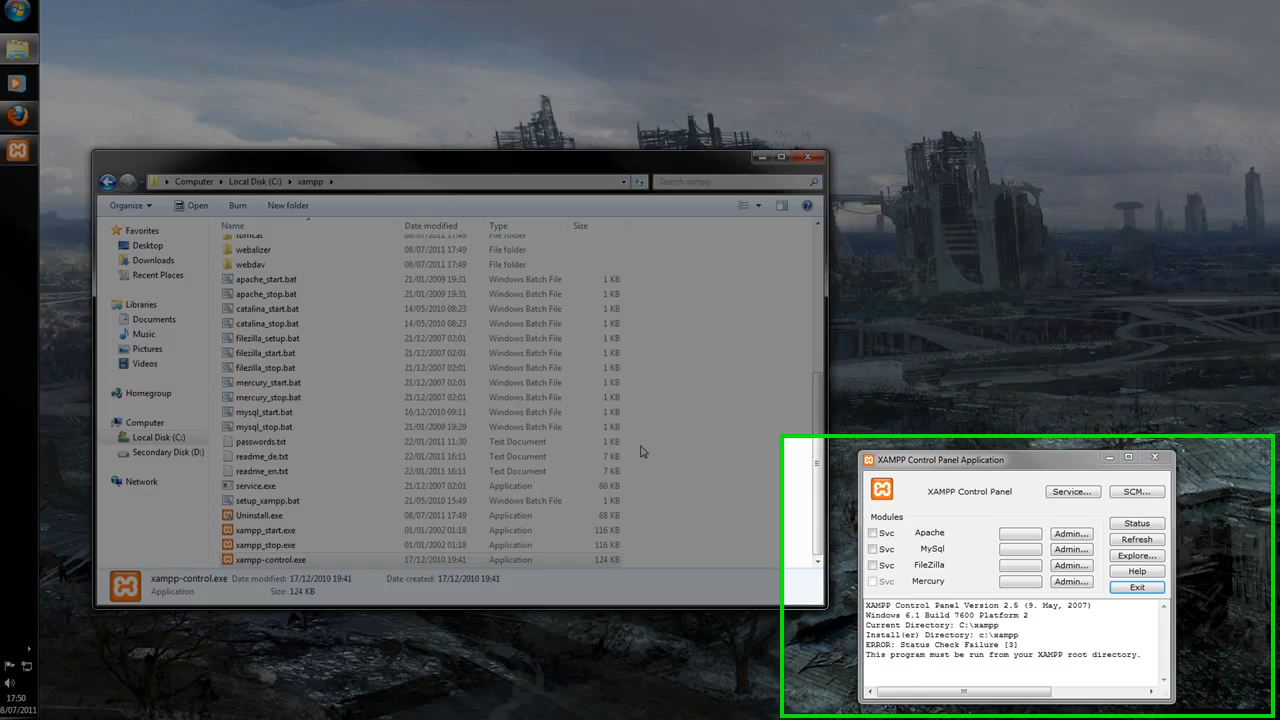 Computer ▸ Local Disk (C:) ▸ xampp ▸
Search xampp
Organize
Open
Burn
New folder
Name Date modified Type Size
Favorites
Desktop
Downloads
Recent Places
Libraries
Documents
Music
Pictures
Videos
Homegroup
Computer
Local Disk (C:)
Secondary Disk (D:)
Network
tomcat 08/07/2011 17:49 File folder
webalizer 08/07/2011 17:49 File folder
webdav 08/07/2011 17:49 File folder
apache_start.bat 21/01/2009 19:31 Windows Batch File 1 KB
apache_stop.bat 21/01/2009 19:31 Windows Batch File 1 KB
catalina_start.bat 14/05/2010 08:23 Windows Batch File 1 KB
catalina_stop.bat 14/05/2010 08:23 Windows Batch File 1 KB
filezilla_setup.bat 21/12/2007 02:01 Windows Batch File 1 KB
filezilla_start.bat 21/12/2007 02:01 Windows Batch File 1 KB
filezilla_stop.bat 21/12/2007 02:01 Windows Batch File 1 KB
mercury_start.bat 21/12/2007 02:01 Windows Batch File 1 KB
mercury_stop.bat 21/12/2007 02:01 Windows Batch File 1 KB
mysql_start.bat 16/12/2010 09:11 Windows Batch File 1 KB
mysql_stop.bat 21/01/2009 19:29 Windows Batch File 1 KB
passwords.txt 22/01/2011 11:30 Text Document 1 KB
readme_de.txt 22/01/2011 16:11 Text Document 7 KB
readme_en.txt 22/01/2011 16:11 Text Document 7 KB
service.exe 21/12/2007 02:01 Application 60 KB
setup_xampp.bat 21/05/2010 15:49 Windows Batch File 1 KB
Uninstall.exe 08/07/2011 17:49 Application 68 KB
xampp_start.exe 01/01/2002 01:18 Application 116 KB
xampp_stop.exe 01/01/2002 01:18 Application 116 KB
xampp-control.exe 17/12/2010 19:41 Application 124 KB
xampp-control.exe Date modified: 17/12/2010 19:41 Date created: 17/12/2010 19:41
Application Size: 124 KB
XAMPP Control Panel Application
XAMPP Control Panel
Service...
SCM...
Modules
Svc Apache Admin...
Svc MySql Admin...
Svc FileZilla Admin...
Svc Mercury Admin...
Status
Refresh
Explore...
Help
Exit
XAMPP Control Panel Version 2.5 (9. May, 2007)
Windows 6.1 Build 7600 Platform 2
Current Directory: C:\xampp
Install(er) Directory: c:\xampp
ERROR: Status Check Failure [3]
This program must be run from your XAMPP root directory.
17:50
8/07/2011